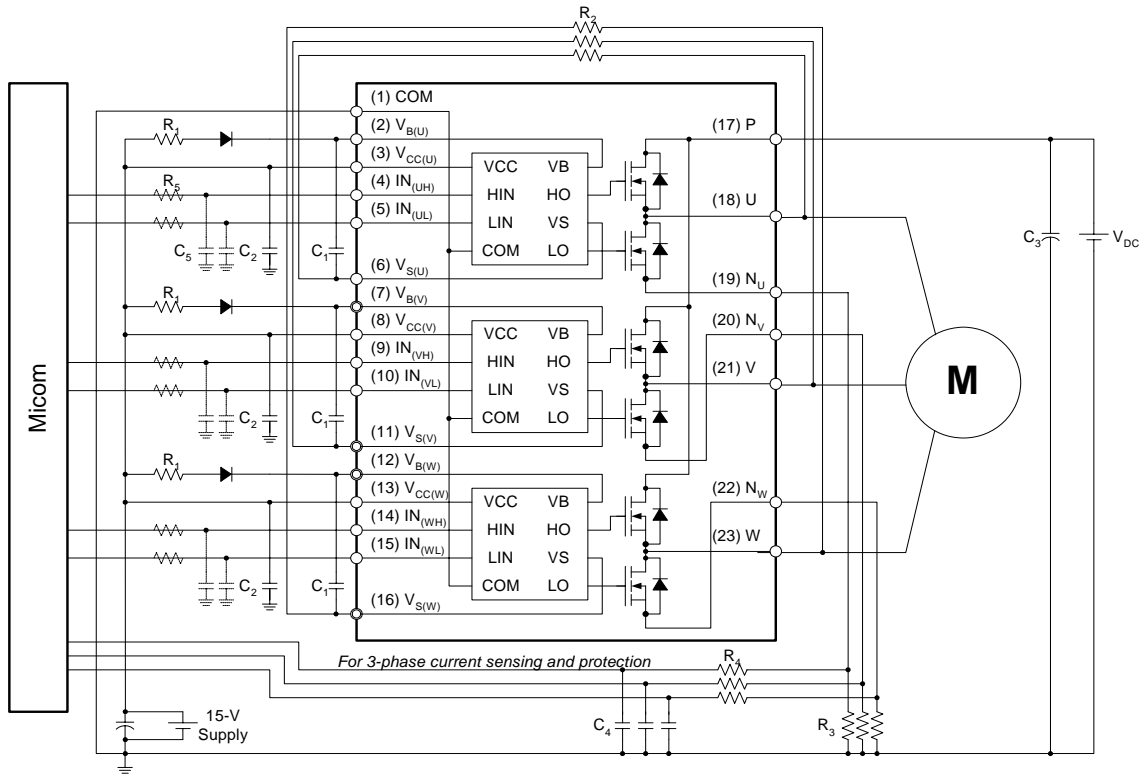 R2
Micom
R1
R5
C5
C2
C1
R1
C2
C1
R1
C2
C1
(1) COM
(2) VB(U)
(3) VCC(U)
(4) IN(UH)
(5) IN(UL)
(6) VS(U)
(7) VB(V)
(8) VCC(V)
(9) IN(VH)
(10) IN(VL)
(11) VS(V)
(12) VB(W)
(13) VCC(W)
(14) IN(WH)
(15) IN(WL)
(16) VS(W)
VCC VB
HIN HO
LIN VS
COM LO
VCC VB
HIN HO
LIN VS
COM LO
VCC VB
HIN HO
LIN VS
COM LO
(17) P
(18) U
(19) NU
(20) NV
(21) V
(22) NW
(23) W
C3
VDC
M
For 3-phase current sensing and protection
R4
C4
R3
15-V
Supply